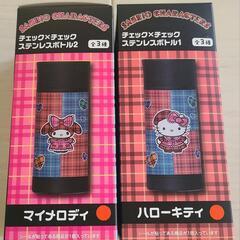 SANRIO CHARACTERS
チェック×チェック
ステンレスボトル2
全3種
マイメロディ
SANRIO CHARACTERS
チェック×チェック
ステンレスボトル1
全3種
ハローキティ